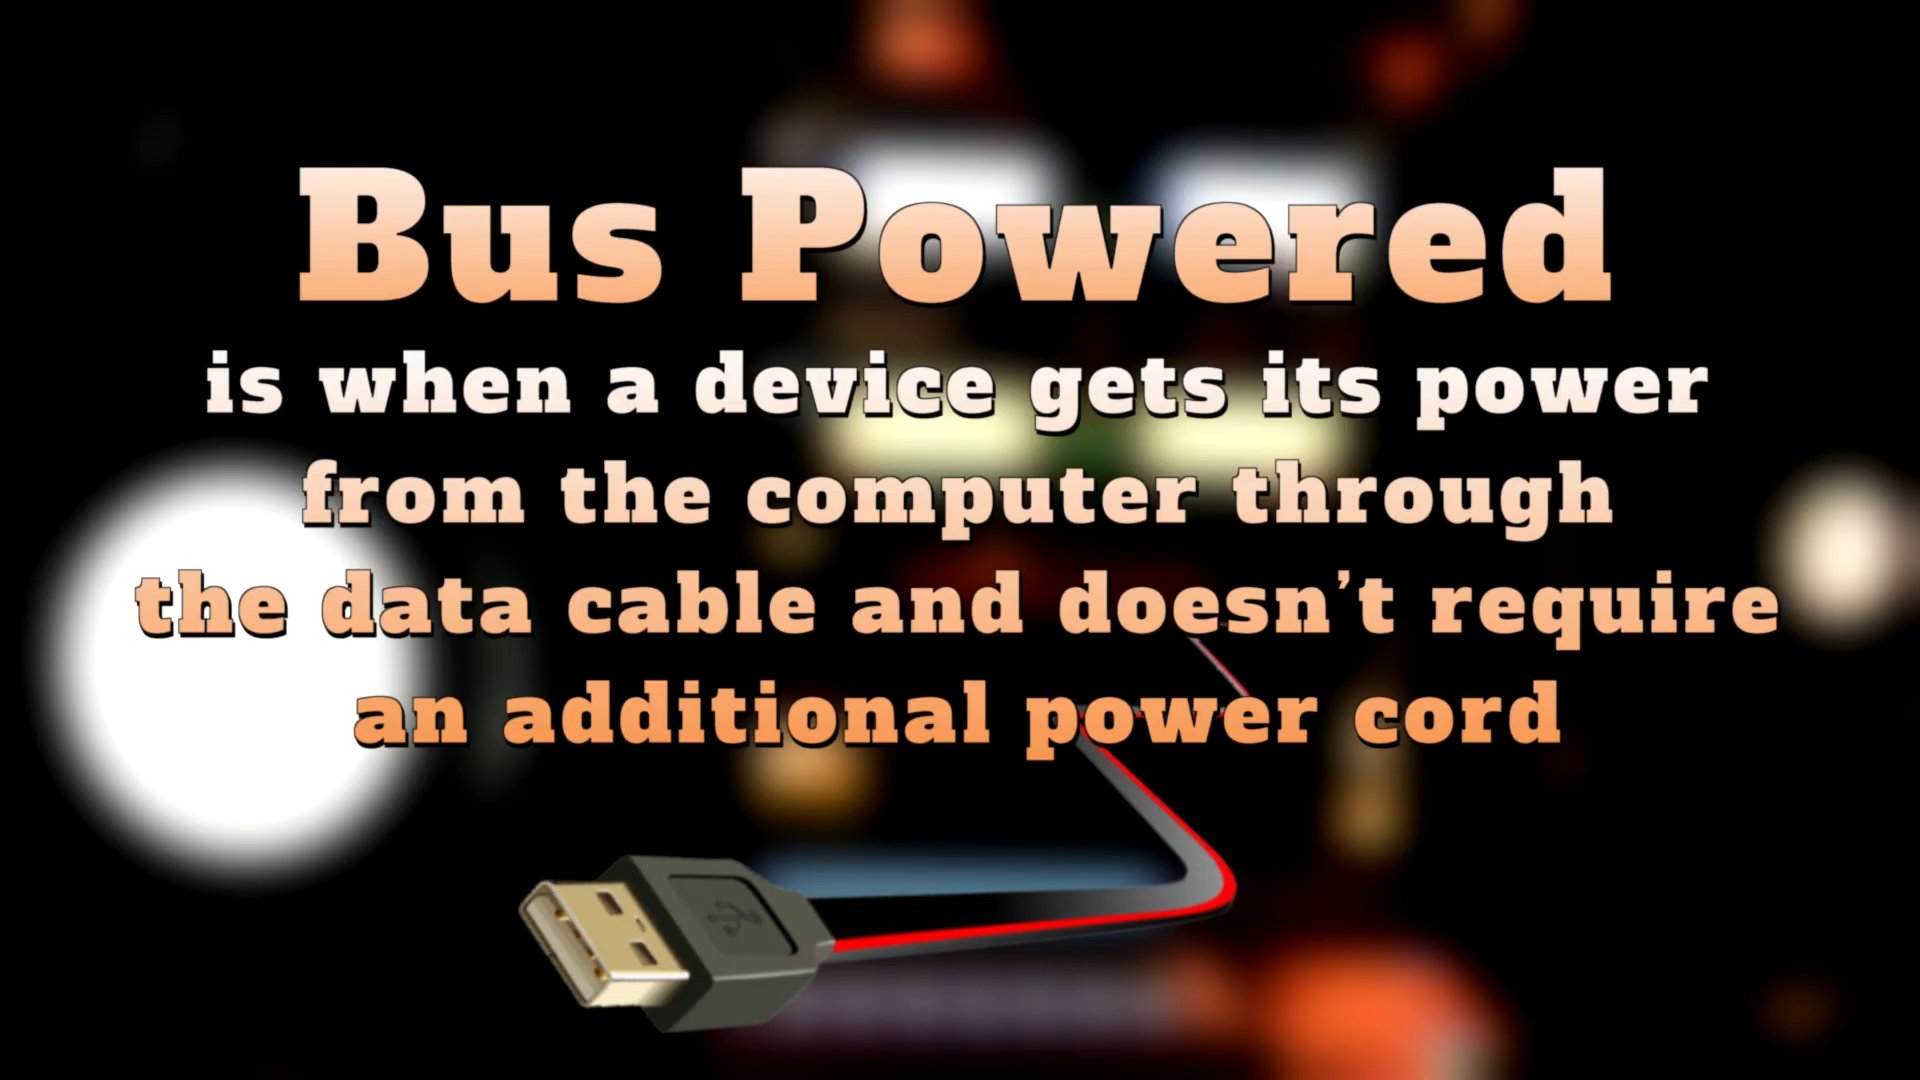 Bus Powered
is when a device gets its power
from the computer through
the data cable and doesn't require
an additional power cord